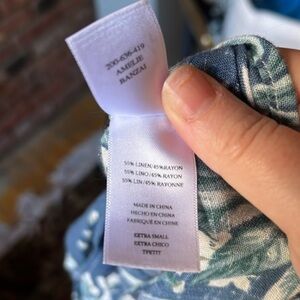 200-636-419
AMELIE
BANZAI
55% LINEN/45%RAYON
55% LINO/45% RAYON
55% LIN/45% RAYONNE
MADE IN CHINA
HECHO EN CHINA
FABRIQUÉ EN CHINE
EXTRA SMALL
EXTRA CHICO
TPETIT